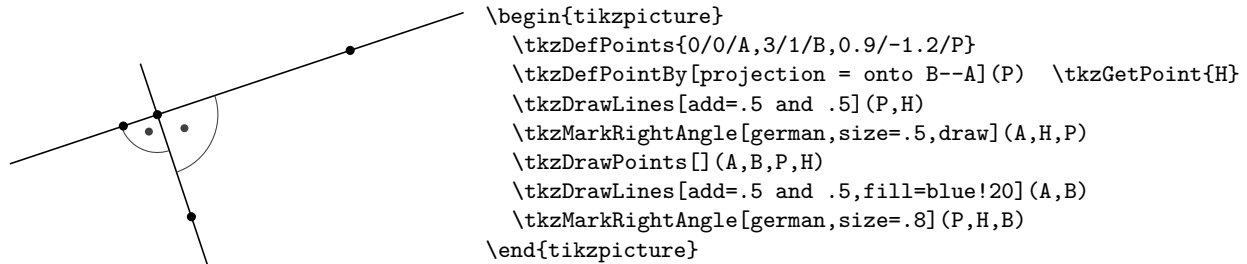 \begin{tikzpicture}
\tkzDefPoints{0/0/A,3/1/B,0.9/-1.2/P}
\tkzDefPointBy[projection = onto B--A](P)  \tkzGetPoint{H}
\tkzDrawLines[add=.5 and .5](P,H)
\tkzMarkRightAngle[german,size=.5,draw](A,H,P)
\tkzDrawPoints[](A,B,P,H)
\tkzDrawLines[add=.5 and .5,fill=blue!20](A,B)
\tkzMarkRightAngle[german,size=.8](P,H,B)
\end{tikzpicture}